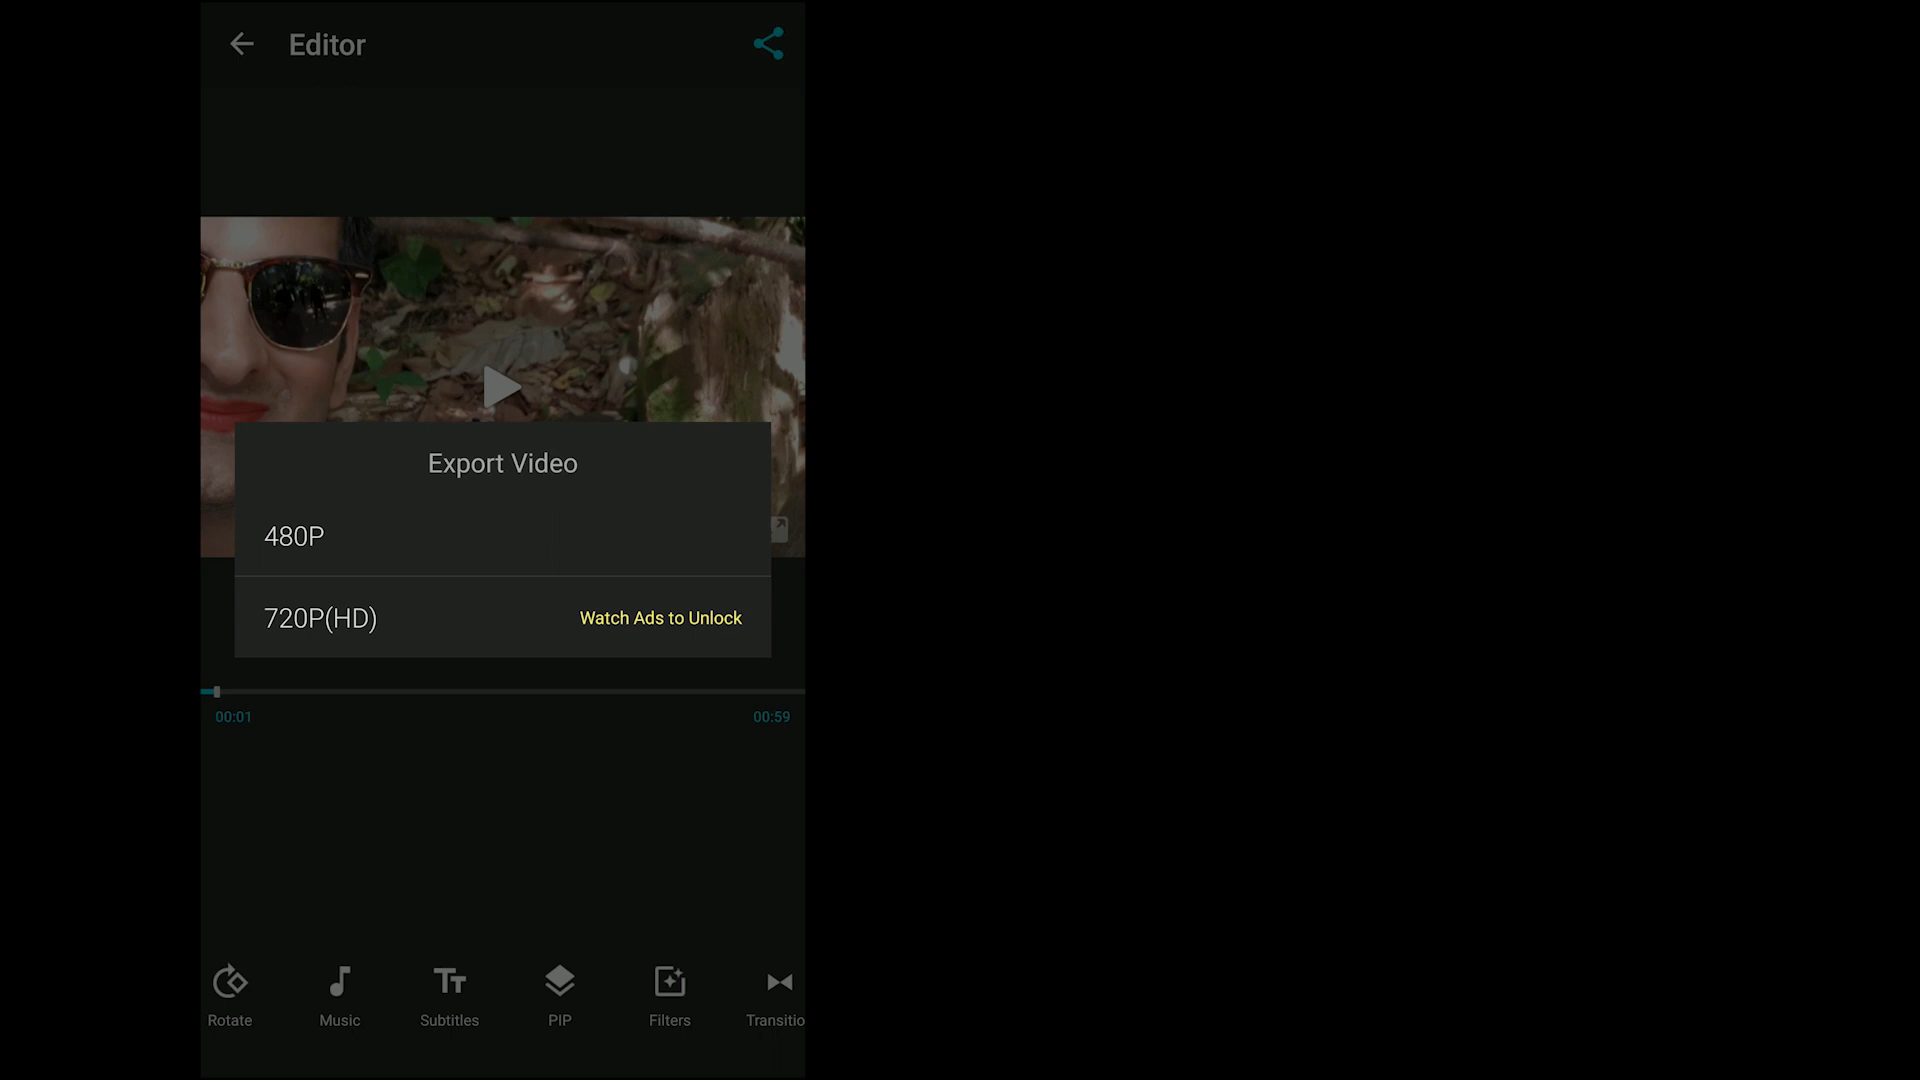 Editor
Export Video
480P
720P(HD) Watch Ads to Unlock
00:01 00:59
Rotate Music Subtitles PIP Filters Transitio